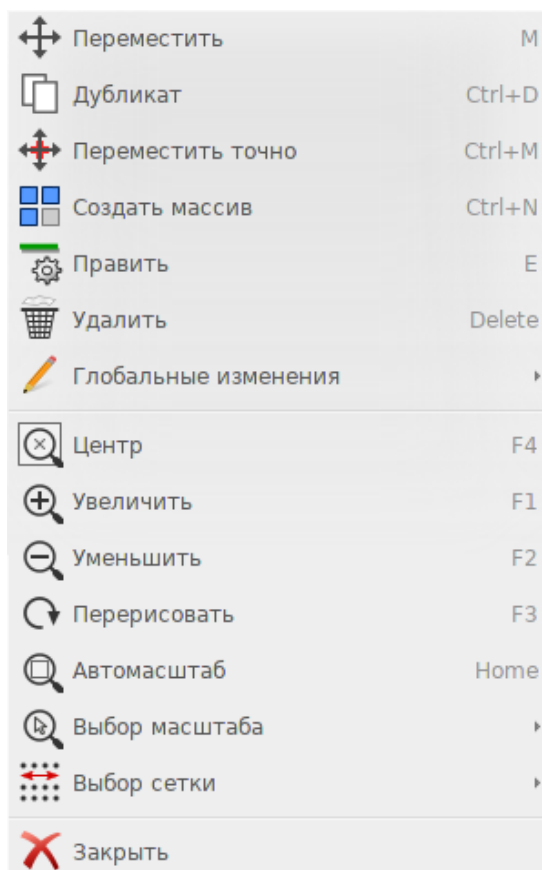 Переместить M
Дубликат Ctrl+D
Переместить точно Ctrl+M
Создать массив Ctrl+N
Править E
Удалить Delete
Глобальные изменения
Центр F4
Увеличить F1
Уменьшить F2
Перерисовать F3
Автомасштаб Home
Выбор масштаба
Выбор сетки
Закрыть